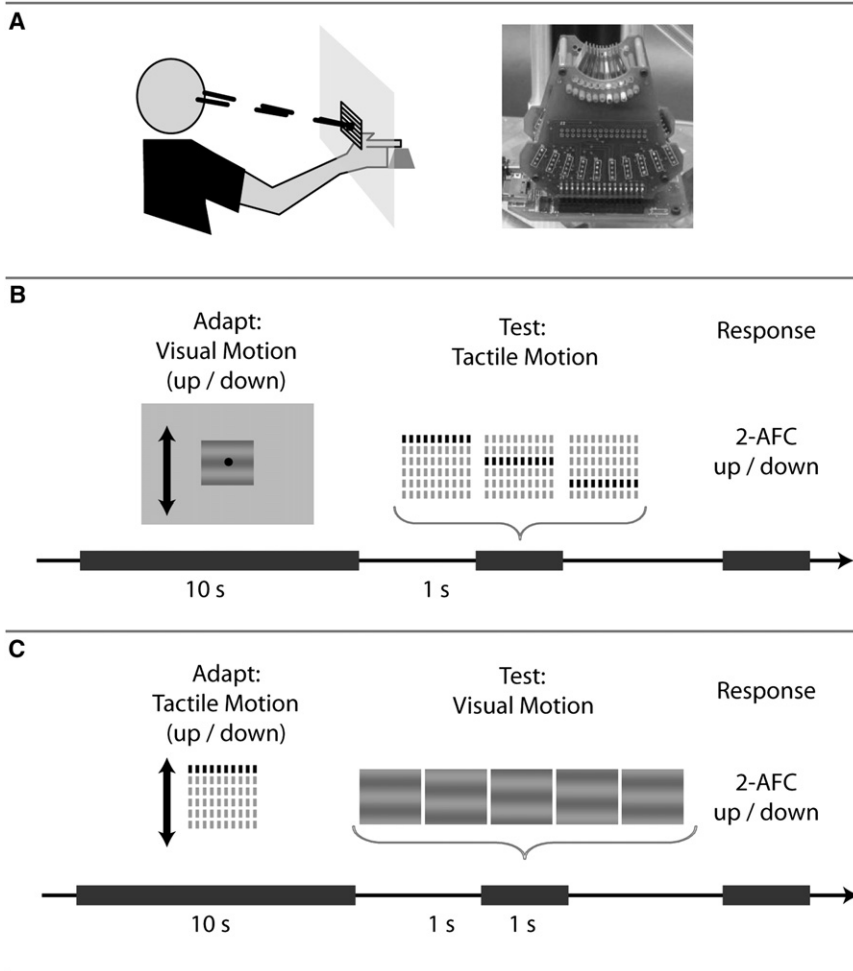 A
B
Adapt:
Visual Motion
(up / down)
Test:
Tactile Motion
Response
2-AFC
up / down
10 s
1 s
C
Adapt:
Tactile Motion
(up / down)
Test:
Visual Motion
Response
2-AFC
up / down
10 s
1 s
1 s